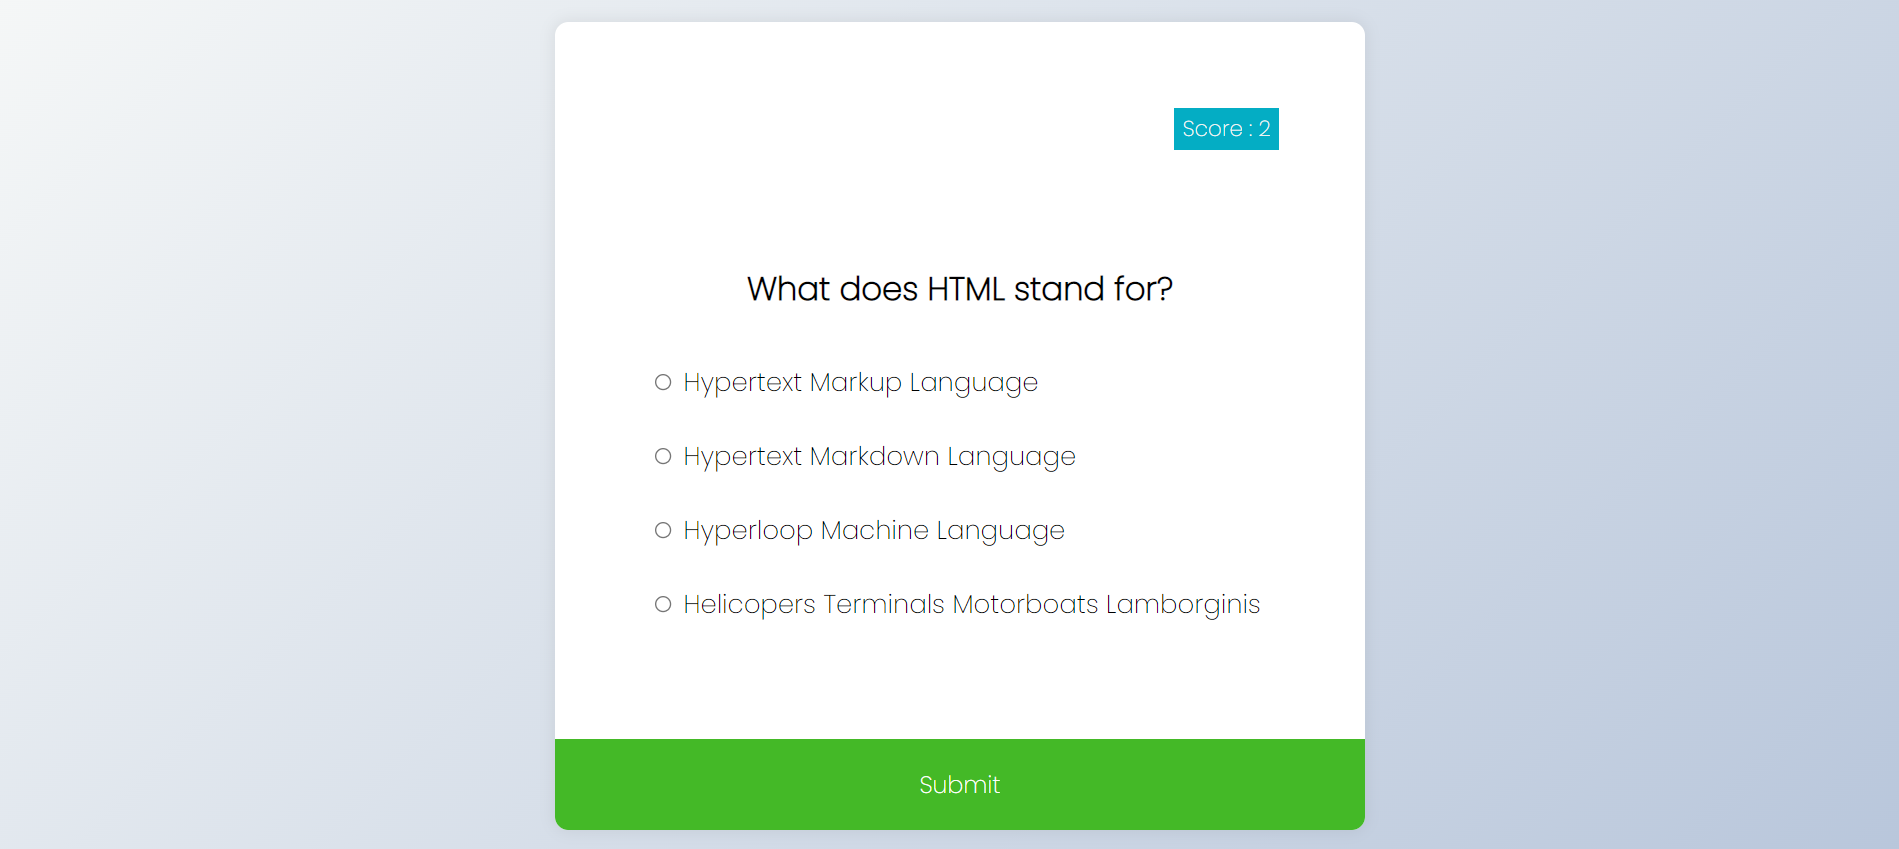 Score : 2
What does HTML stand for?
Hypertext Markup Language
Hypertext Markdown Language
Hyperloop Machine Language
Helicopers Terminals Motorboats Lamborginis
Submit